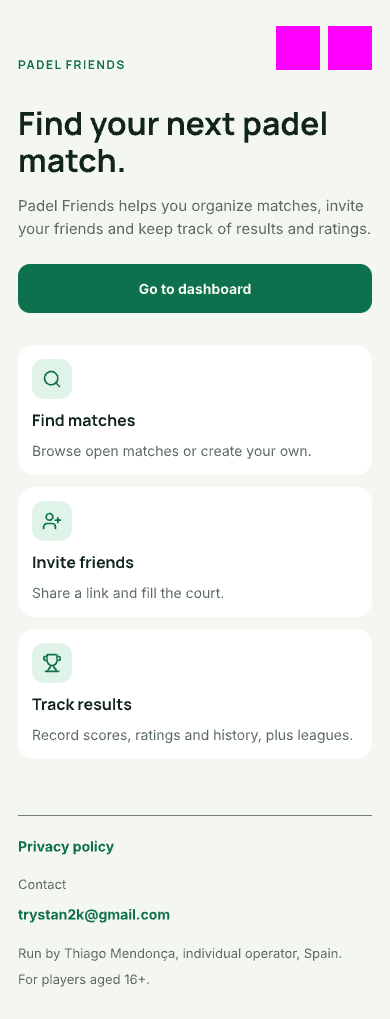 PADEL FRIENDS
Find your next padel
match.
Padel Friends helps you organize matches, invite
your friends and keep track of results and ratings.
Go to dashboard
Find matches
Browse open matches or create your own.
Invite friends
Share a link and fill the court.
Track results
Record scores, ratings and history, plus leagues.
Privacy policy
Contact
trystan2k@gmail.com
Run by Thiago Mendonça, individual operator, Spain.
For players aged 16+.